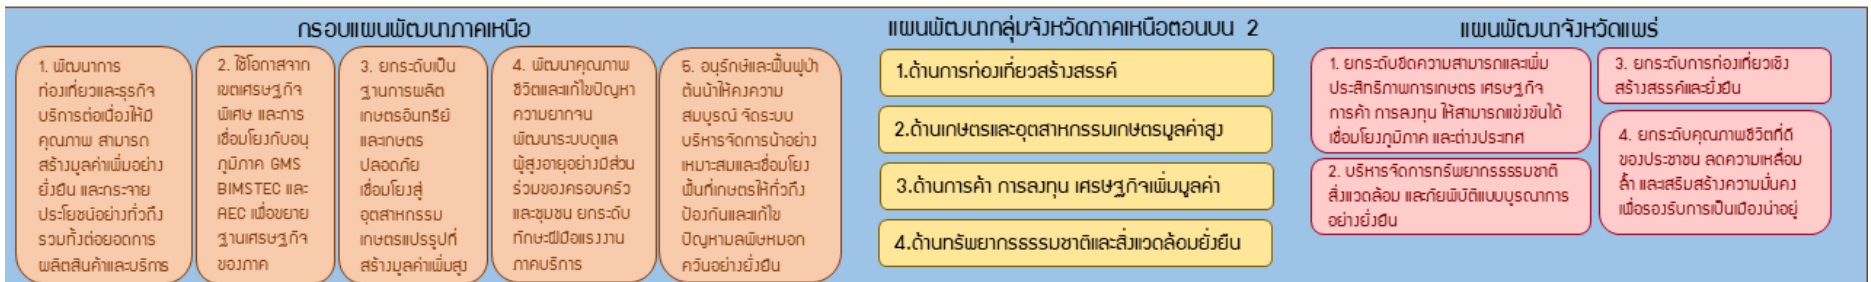 กรอบแผนพัฒนาภาคเหนือ
1. พัฒนาการ
ท่องเที่ยวและธุรกิจ
บริการต่อเนื่องให้มี
คุณภาพ สามารถ
สร้างมูลค่าเพิ่มอย่าง
ยั่งยืน และกระจาย
ประโยชน์อย่างทั่วถึง
รวมทั้งต่อยอดการ
ผลิตสินค้าและบริการ
2. ใช้โอกาสจาก
เขตเศรษฐกิจ
พิเศษ และการ
เชื่อมโยงกับอนุ
ภูมิภาค GMS
BIMSTEC และ
AEC เพื่อขยาย
ฐานเศรษฐกิจ
ของภาค
3. ยกระดับเป็น
ฐานการผลิต
เกษตรอินทรีย์
และเกษตร
ปลอดภัย
เชื่อมโยงสู่
อุตสาหกรรม
เกษตรแปรรูปที่
สร้างมูลค่าเพิ่มสูง
4. พัฒนาคุณภาพ
ชีวิตและแก้ไขปัญหา
ความยากจน
พัฒนาระบบดูแล
ผู้สูงอายุอย่างมีส่วน
ร่วมของครอบครัว
และชุมชน ยกระดับ
ทักษะฝีมือแรงงาน
ภาคบริการ
5. อนุรักษ์และฟื้นฟูป่า
ต้นน้ำให้คงความ
สมบูรณ์ จัดระบบ
บริหารจัดการน้ำอย่าง
เหมาะสมและเชื่อมโยง
พื้นที่เกษตรให้ทั่วถึง
ป้องกันและแก้ไข
ปัญหามลพิษหมอก
ควันอย่างยั่งยืน
แผนพัฒนากลุ่มจังหวัดภาคเหนือตอนบน 2
1.ด้านการท่องเที่ยวสร้างสรรค์
2.ด้านเกษตรและอุตสาหกรรมเกษตรมูลค่าสูง
3.ด้านการค้า การลงทุน เศรษฐกิจเพิ่มมูลค่า
4.ด้านทรัพยากรธรรมชาติและสิ่งแวดล้อมยั่งยืน
แผนพัฒนาจังหวัดแพร่
1. ยกระดับขีดความสามารถและเพิ่ม
ประสิทธิภาพการเกษตร เศรษฐกิจ
การค้า การลงทุน ให้สามารถแข่งขันได้
เชื่อมโยงภูมิภาค และต่างประเทศ
2. บริหารจัดการทรัพยากรธรรมชาติ
สิ่งแวดล้อม และภัยพิบัติแบบบูรณาการ
อย่างยั่งยืน
3. ยกระดับการท่องเที่ยวเชิง
สร้างสรรค์และยั่งยืน
4. ยกระดับคุณภาพชีวิตที่ดี
ของประชาชน ลดความเหลื่อม
ล้ำ และเสริมสร้างความมั่นคง
เพื่อรองรับการเป็นเมืองน่าอยู่